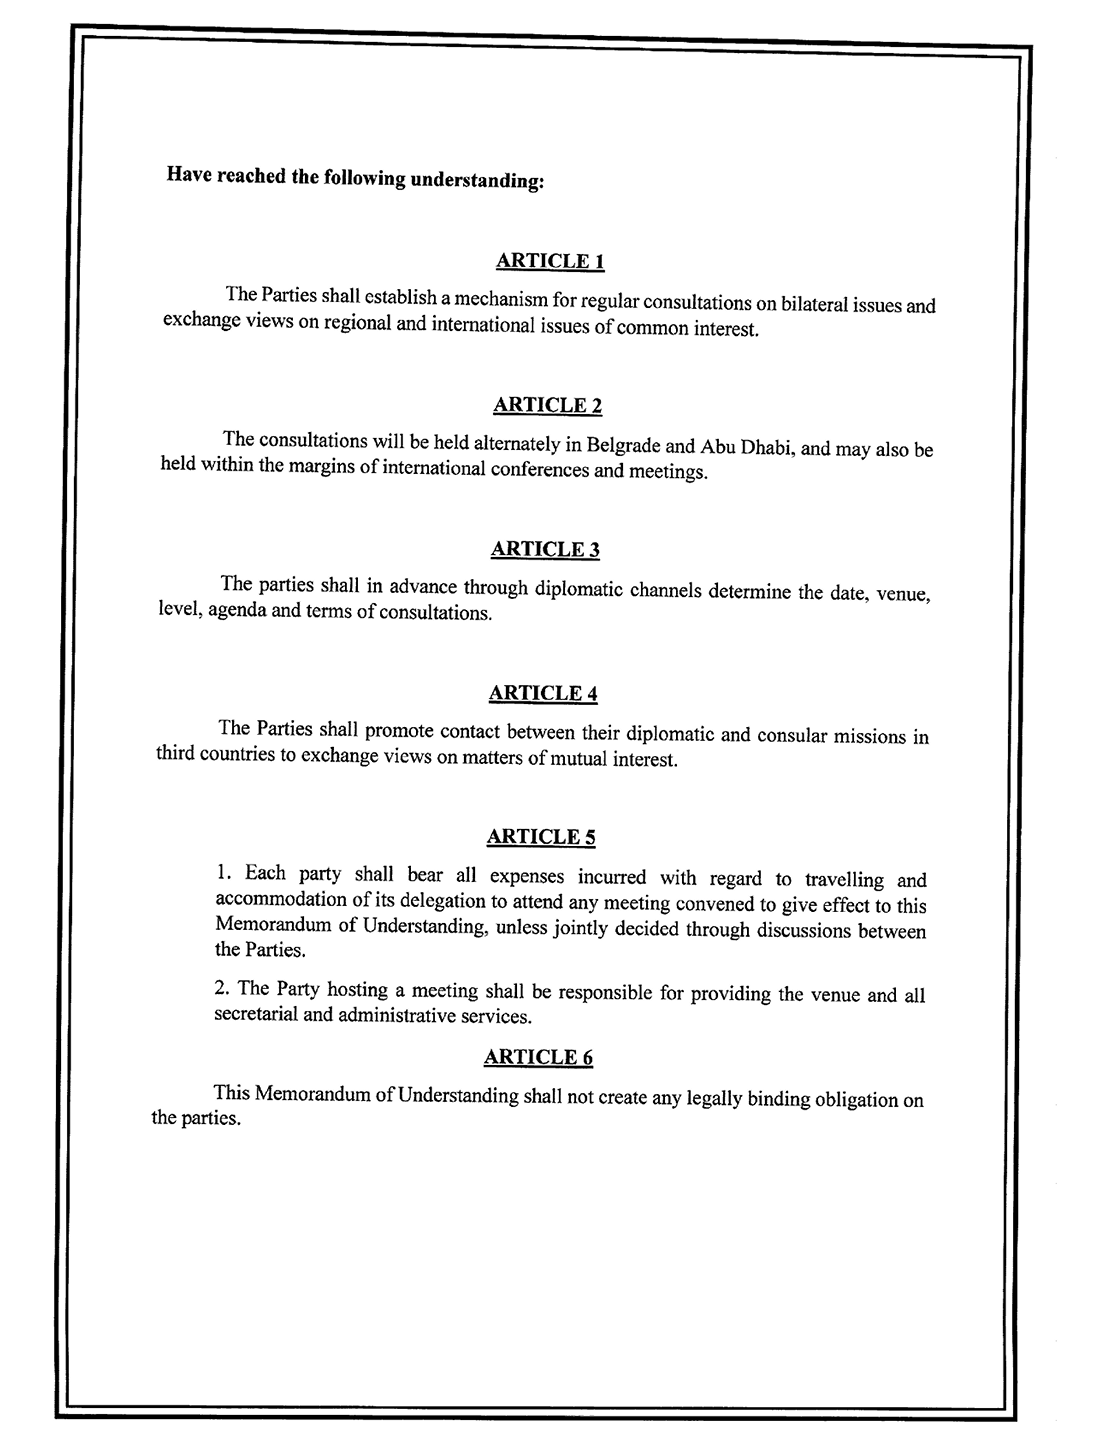 Have reached the following understanding:
ARTICLE 1
The Parties shall establish a mechanism for regular consultations on bilateral issues and
exchange views on regional and international issues of common interest.
ARTICLE 2
The consultations will be held alternately in Belgrade and Abu Dhabi, and may also be
held within the margins of international conferences and meetings.
ARTICLE 3
The parties shall in advance through diplomatic channels determine the date, venue,
level, agenda and terms of consultations.
ARTICLE 4
The Parties shall promote contact between their diplomatic and consular missions in
third countries to exchange views on matters of mutual interest.
ARTICLE 5
1. Each party shall bear all expenses incurred with regard to travelling and
accommodation of its delegation to attend any meeting convened to give effect to this
Memorandum of Understanding, unless jointly decided through discussions between
the Parties.
2. The Party hosting a meeting shall be responsible for providing the venue and all
secretarial and administrative services.
ARTICLE 6
This Memorandum of Understanding shall not create any legally binding obligation on
the parties.